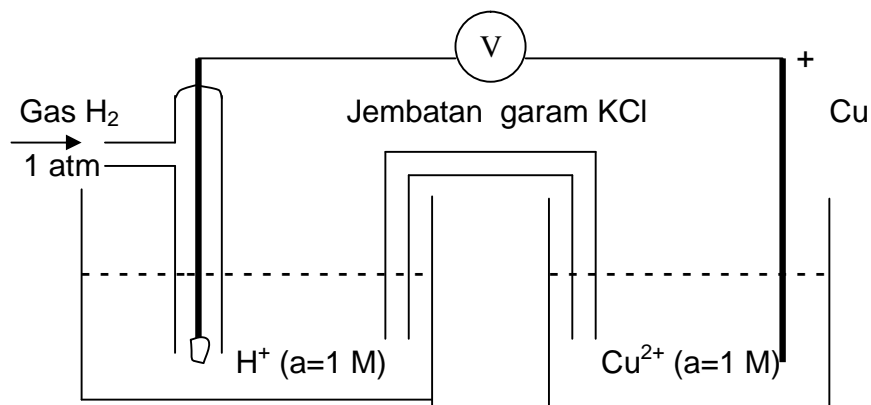 V
+
Gas H₂
Jembatan garam KCl
Cu
1 atm
H⁺ (a=1 M)
Cu²⁺ (a=1 M)